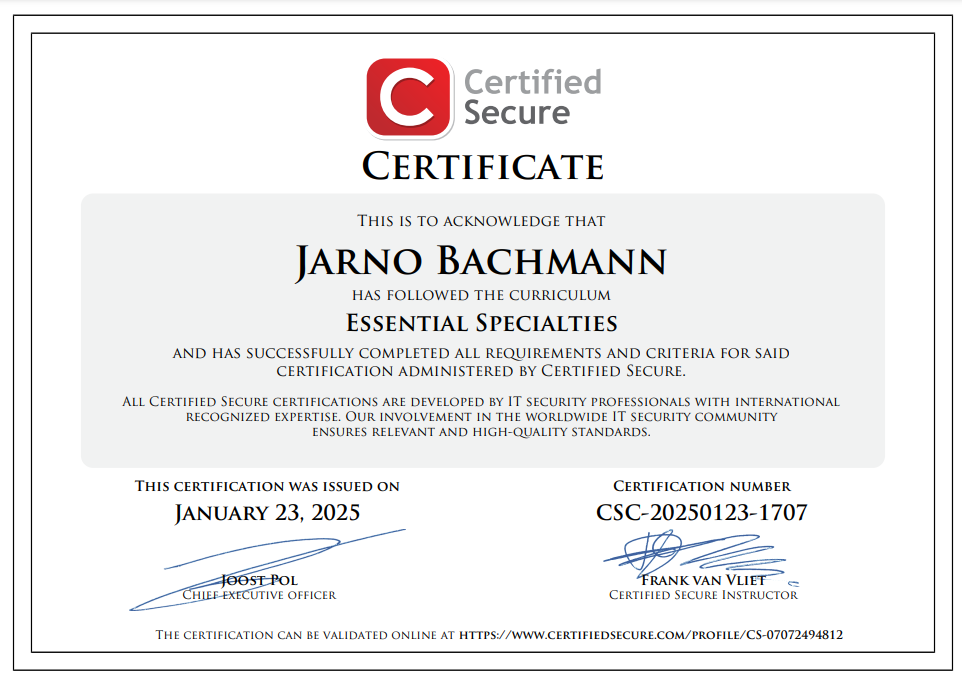 C Certified
Secure
CERTIFICATE
THIS IS TO ACKNOWLEDGE THAT
JARNO BACHMANN
HAS FOLLOWED THE CURRICULUM
ESSENTIAL SPECIALTIES
AND HAS SUCCESSFULLY COMPLETED ALL REQUIREMENTS AND CRITERIA FOR SAID
CERTIFICATION ADMINISTERED BY CERTIFIED SECURE.
ALL CERTIFIED SECURE CERTIFICATIONS ARE DEVELOPED BY IT SECURITY PROFESSIONALS WITH INTERNATIONAL
RECOGNIZED EXPERTISE. OUR INVOLVEMENT IN THE WORLDWIDE IT SECURITY COMMUNITY
ENSURES RELEVANT AND HIGH-QUALITY STANDARDS.
THIS CERTIFICATION WAS ISSUED ON
JANUARY 23, 2025
JOOST POL
CHIEF EXECUTIVE OFFICER
CERTIFICATION NUMBER
CSC-20250123-1707
FRANK VAN VLIET
CERTIFIED SECURE INSTRUCTOR
THE CERTIFICATION CAN BE VALIDATED ONLINE AT HTTPS://WWW.CERTIFIEDSECURE.COM/PROFILE/CS-07072494812